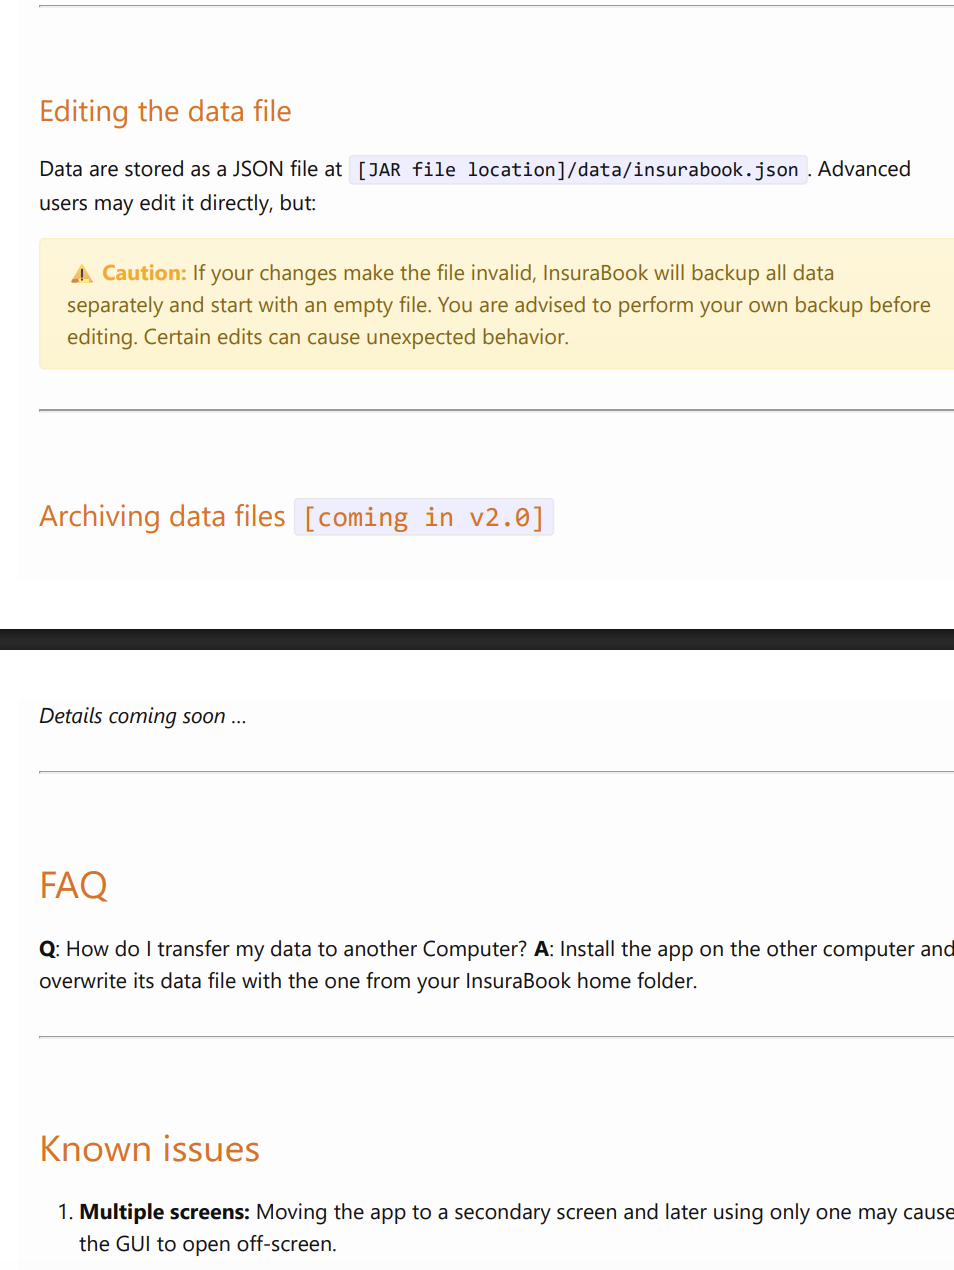 Editing the data file
Data are stored as a JSON file at [JAR file location]/data/insurabook.json. Advanced
users may edit it directly, but:
⚠ Caution: If your changes make the file invalid, InsuraBook will backup all data
separately and start with an empty file. You are advised to perform your own backup before
editing. Certain edits can cause unexpected behavior.
Archiving data files [coming in v2.0]
Details coming soon ...
FAQ
Q: How do I transfer my data to another Computer? A: Install the app on the other computer and
overwrite its data file with the one from your InsuraBook home folder.
Known issues
1. Multiple screens: Moving the app to a secondary screen and later using only one may cause
the GUI to open off-screen.